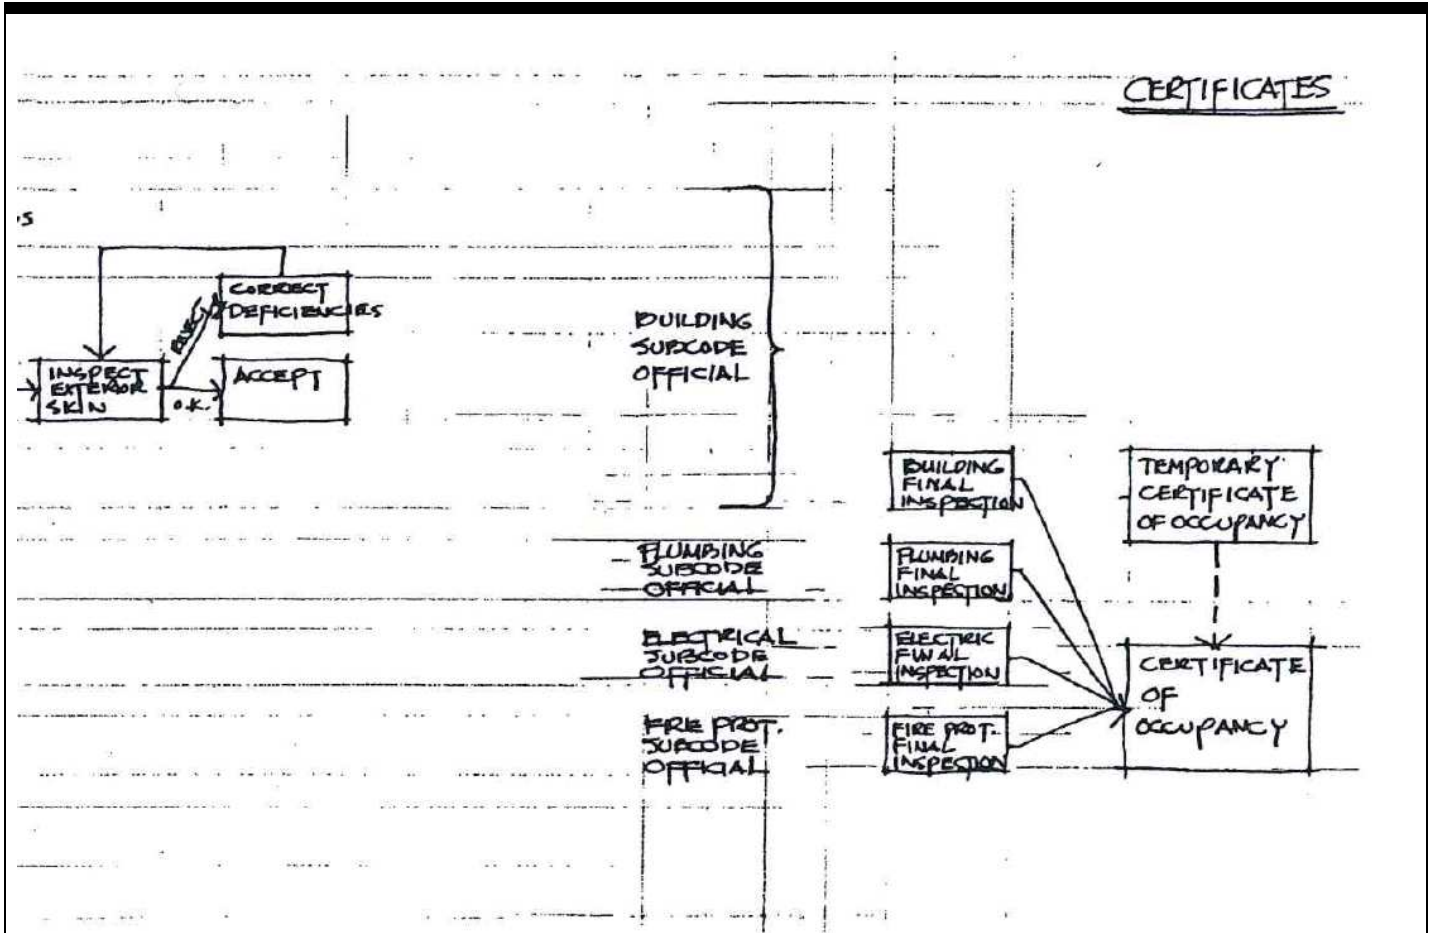 CERTIFICATES
CORRECT
DEFICIENCIES
REJECT
INSPECT
EXTERIOR
SKIN
O.K.
ACCEPT
BUILDING
SUBCODE
OFFICIAL
BUILDING
FINAL
INSPECTION
TEMPORARY
CERTIFICATE
OF OCCUPANCY
PLUMBING
SUBCODE
OFFICIAL
PLUMBING
FINAL
INSPECTION
ELECTRICAL
SUBCODE
OFFICIAL
ELECTRIC
FINAL
INSPECTION
CERTIFICATE
OF
OCCUPANCY
FIRE PROT.
SUBCODE
OFFICIAL
FIRE PROT.
FINAL
INSPECTION